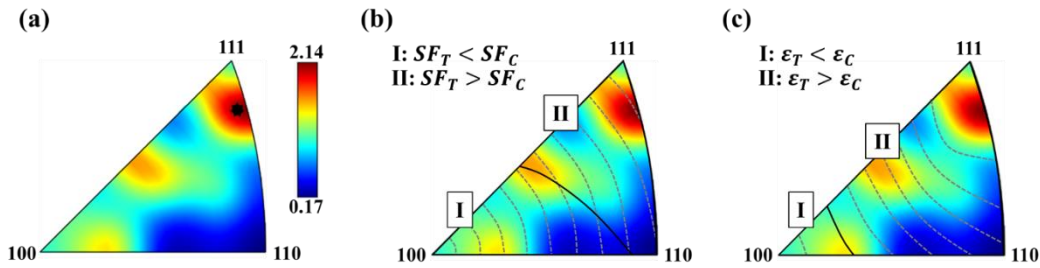 (a)
111
2.14
0.17
100
110
(b)
I: SF_T < SF_C
II: SF_T > SF_C
111
II
I
100
110
(c)
I: ε_T < ε_C
II: ε_T > ε_C
111
II
I
100
110